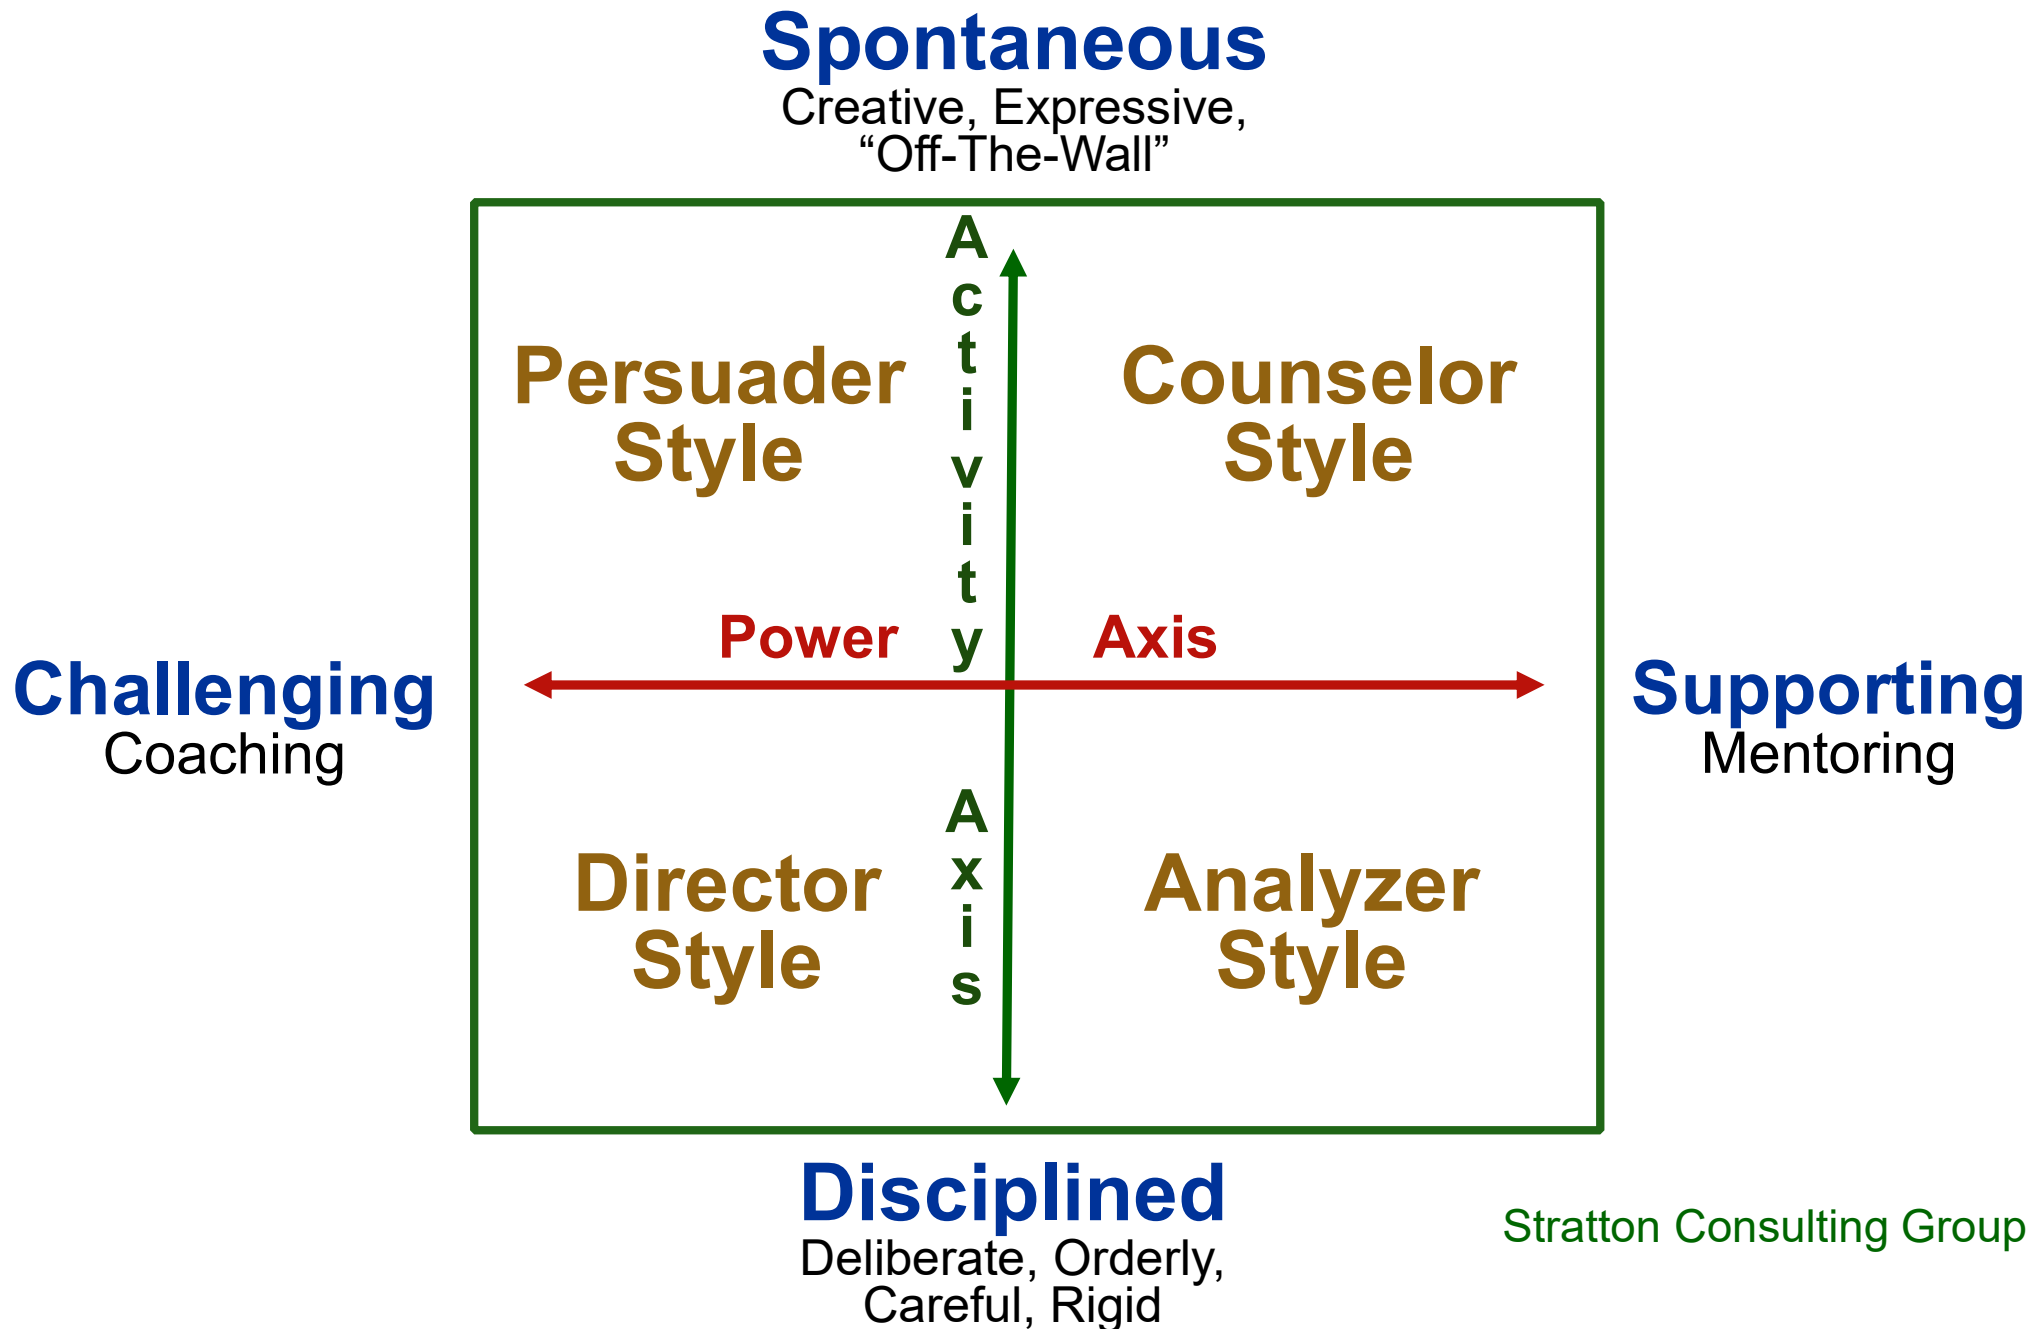 Spontaneous
Creative, Expressive,
“Off-The-Wall”
Activity
Persuader
Style
Counselor
Style
Power Axis
Challenging
Coaching
Supporting
Mentoring
Axis
Director
Style
Analyzer
Style
Disciplined
Deliberate, Orderly,
Careful, Rigid
Stratton Consulting Group